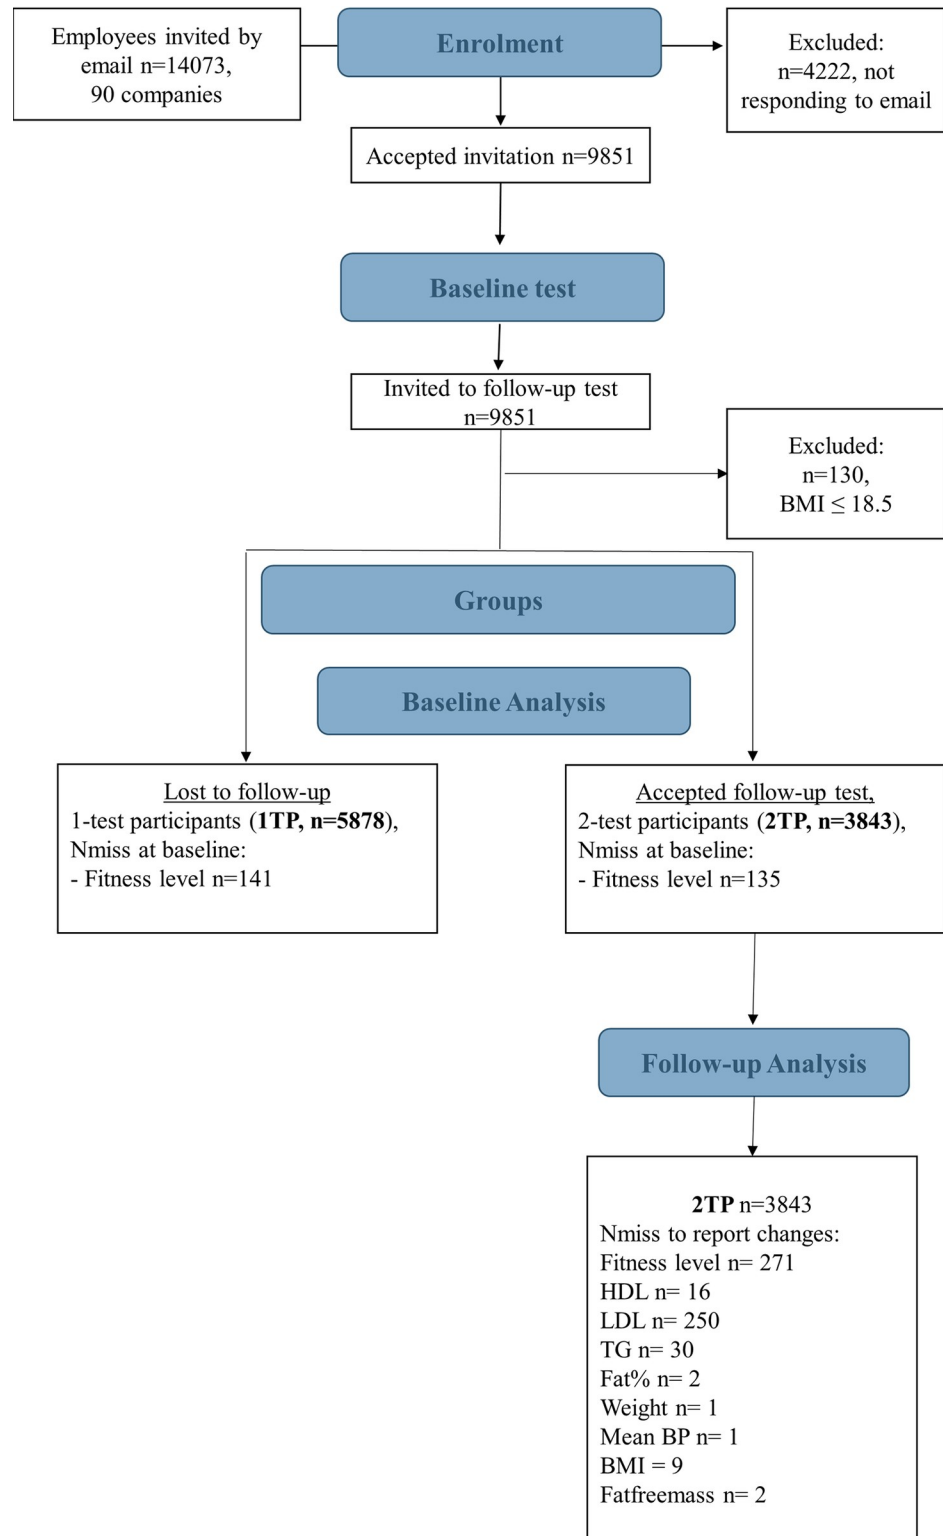 Employees invited by
email n=14073,
90 companies
Enrolment
Excluded:
n=4222, not
responding to email
Accepted invitation n=9851
Baseline test
Invited to follow-up test
n=9851
Excluded:
n=130,
BMI ≤ 18.5
Groups
Baseline Analysis
Lost to follow-up
1-test participants (1TP, n=5878),
Nmiss at baseline:
- Fitness level n=141
Accepted follow-up test,
2-test participants (2TP, n=3843),
Nmiss at baseline:
- Fitness level n=135
Follow-up Analysis
2TP n=3843
Nmiss to report changes:
Fitness level n= 271
HDL n= 16
LDL n= 250
TG n= 30
Fat% n= 2
Weight n= 1
Mean BP n= 1
BMI = 9
Fatfreemass n= 2